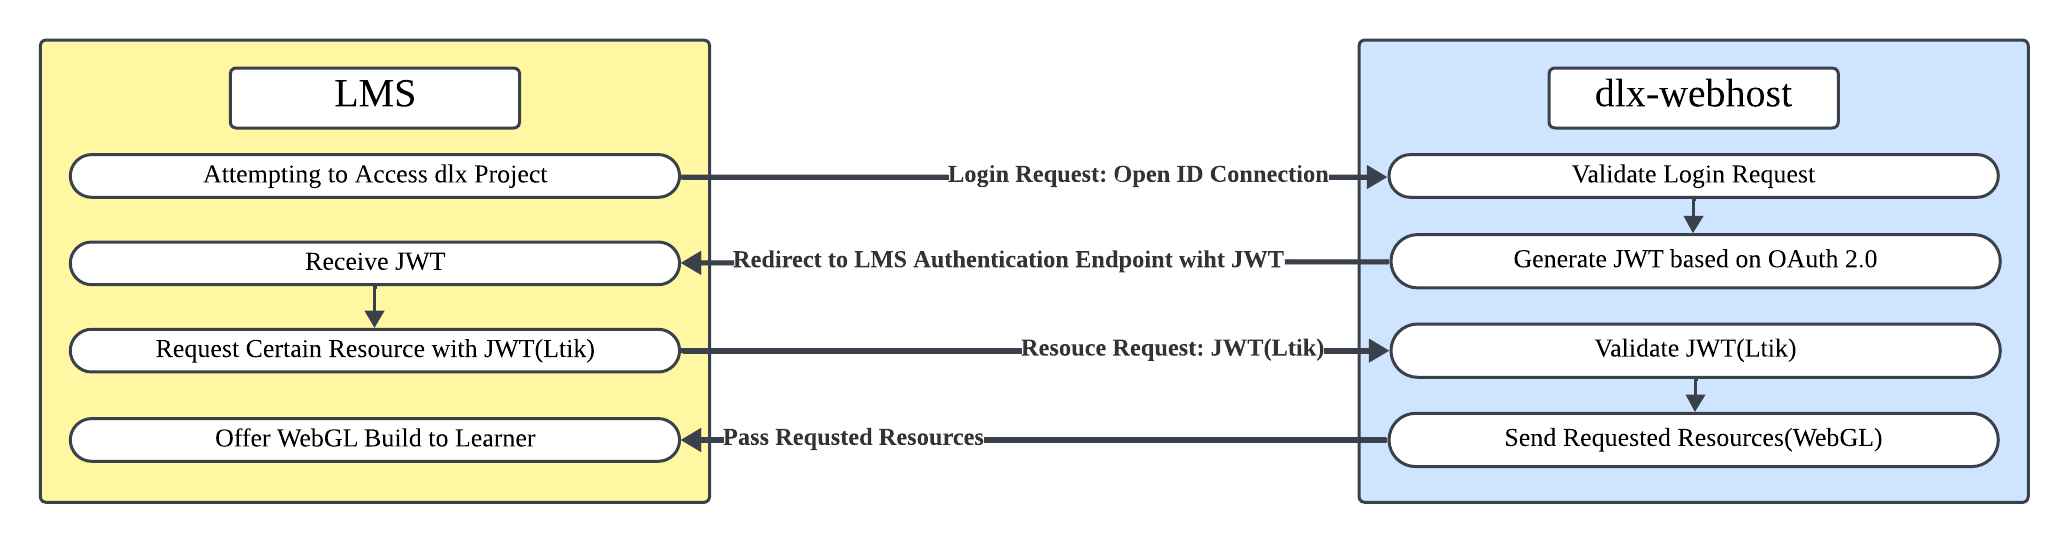 LMS
dlx-webhost
Attempting to Access dlx Project
Login Request: Open ID Connection
Validate Login Request
Receive JWT
Redirect to LMS Authentication Endpoint wiht JWT
Generate JWT based on OAuth 2.0
Request Certain Resource with JWT(Ltik)
Resouce Request: JWT(Ltik)
Validate JWT(Ltik)
Offer WebGL Build to Learner
Pass Requsted Resources
Send Requested Resources(WebGL)